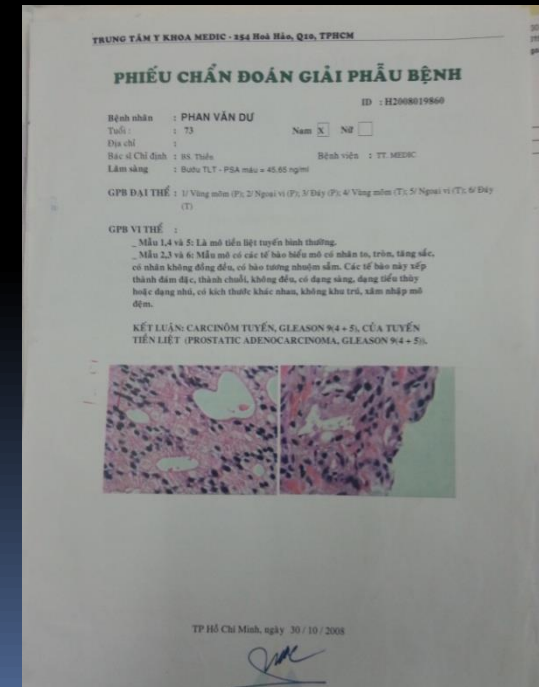 TRUNG TÂM Y KHOA MEDIC - 254 Hoà Hảo, Q10, TPHCM
PHIẾU CHẨN ĐOÁN GIẢI PHẪU BỆNH
ID : H2008019860
Bệnh nhân : PHAN VĂN DƯ
Tuổi : : 73 Nam X Nữ
Địa chỉ :
Bác sĩ Chỉ định : BS. Thiên Bệnh viện : TT. MEDIC
Lâm sàng : Bướu TLT - PSA máu = 45.65 ng/ml
GPB ĐẠI THỂ : 1/ Vùng mõm (P); 2/ Ngoại vi (P), 3/ Đáy (P); 4/ Vùng mõm (T); 5/ Ngoại vi (T); 6/ Đáy
(T)
GPB VI THỂ :
_ Mẫu 1,4 và 5: Là mô tiền liệt tuyến bình thường.
_ Mẫu 2,3 và 6: Mẫu mô có các tế bào biểu mô có nhân to, tròn, tăng sắc,
có nhân không đồng đều, có bào tương nhuộm sẫm. Các tế bào này xếp
thành đám đặc, thành chuỗi, không đều, có dạng sàng, dạng tiểu thùy
hoặc dạng nhú, có kích thước khác nhau, không khu trú, xâm nhập mô
đệm.
KẾT LUẬN: CARCINÔM TUYẾN, GLEASON 9(4 + 5), CỦA TUYẾN
TIỀN LIỆT (PROSTATIC ADENOCARCINOMA, GLEASON 9(4 + 5)).
TP Hồ Chí Minh, ngày 30 / 10 / 2008